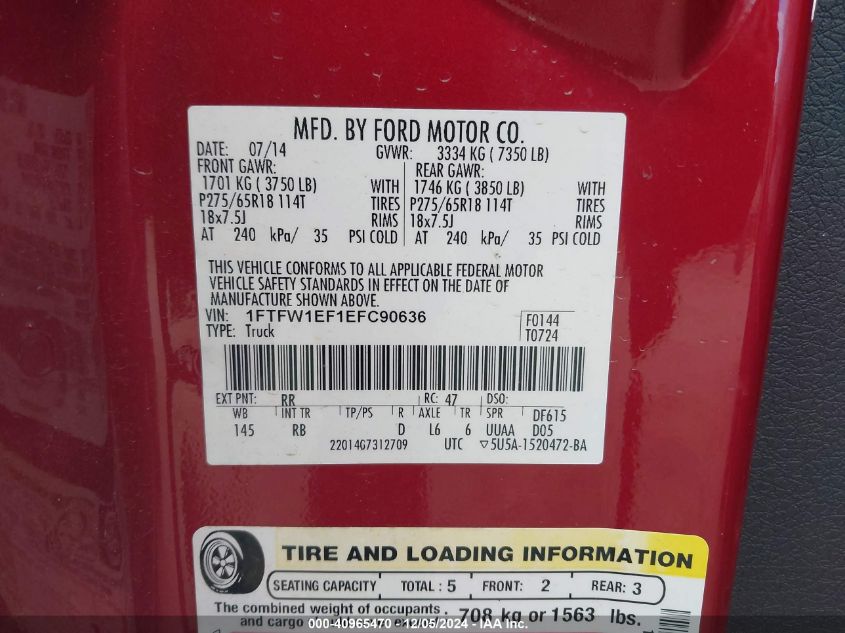 MFD. BY FORD MOTOR CO.
DATE: 07/14 GVWR: 3334 KG ( 7350 LB)
FRONT GAWR: REAR GAWR:
1701 KG ( 3750 LB) WITH 1746 KG ( 3850 LB) WITH
P275/65R18 114T TIRES P275/65R18 114T TIRES
18x7.5J RIMS 18x7.5J RIMS
AT 240 kPa/ 35 PSI COLD AT 240 kPa/ 35 PSI COLD
THIS VEHICLE CONFORMS TO ALL APPLICABLE FEDERAL MOTOR
VEHICLE SAFETY STANDARDS IN EFFECT ON THE DATE OF
MANUFACTURE SHOWN ABOVE.
VIN: 1FTFW1EF1EFC90636 F0144
TYPE: Truck T0724
EXT PNT: RR RC: 47 DSO:
WB INT TR TP/PS R AXLE TR SPR DF615
145 RB D L6 6 UUAA D05
22014G7312709 UTC ▽5U5A-1520472-BA
TIRE AND LOADING INFORMATION
SEATING CAPACITY TOTAL : 5 FRONT: 2 REAR: 3
The combined weight of occupants 708 kg or 1563 lbs.
and cargo
000-40965470 - 12/05/2024 - IAA Inc.